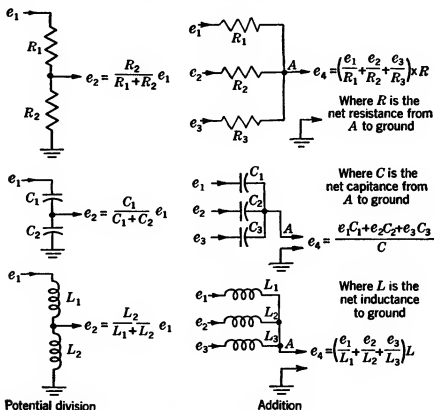 e₁
R₁
e₂ = R₂/(R₁+R₂) e₁
R₂
e₁
R₁
A
e₄ = (e₁/R₁ + e₂/R₂ + e₃/R₃) × R
e₂
R₂
e₃
R₃
Where R is the
net resistance from
A to ground
e₁
C₁
e₂ = C₁/(C₁+C₂) e₁
C₂
e₁
C₁
e₂
C₂
A
e₃
C₃
Where C is the
net capitance from
A to ground
e₄ = (e₁C₁+e₂C₂+e₃C₃)/C
e₁
L₁
e₂ = L₂/(L₁+L₂) e₁
L₂
e₁
L₁
e₂
L₂
e₃
L₃
A
Where L is the
net inductance
to ground
e₄ = (e₁/L₁ + e₂/L₂ + e₃/L₃) L
Potential division
Addition